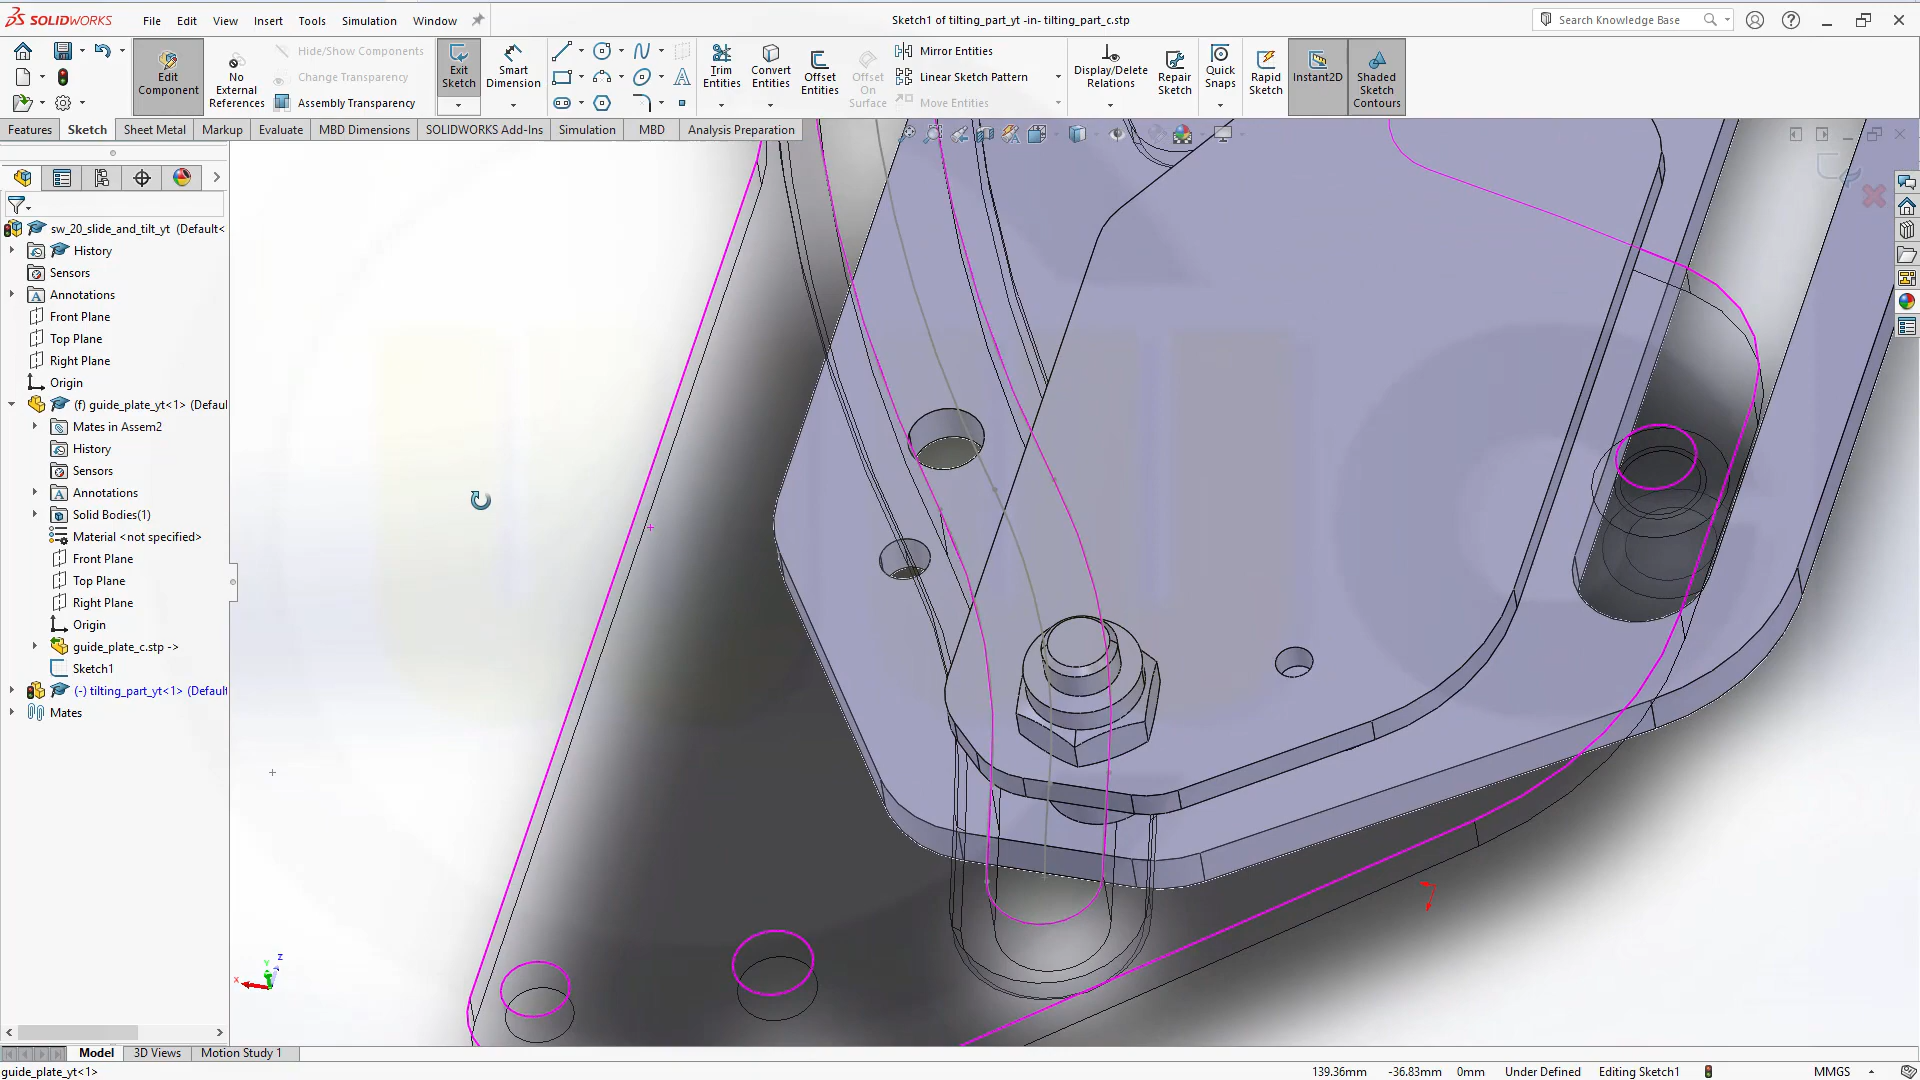 SOLIDWORKS
File
Edit
View
Insert
Tools
Simulation
Window
Sketch1 of tilting_part_yt -in- tilting_part_c.stp
Search Knowledge Base
Edit Component
No External References
Hide/Show Components
Change Transparency
Assembly Transparency
Exit Sketch
Smart Dimension
Trim Entities
Convert Entities
Offset Entities
Offset On Surface
Mirror Entities
Linear Sketch Pattern
Move Entities
Display/Delete Relations
Repair Sketch
Quick Snaps
Rapid Sketch
Instant2D
Shaded Sketch Contours
Features
Sketch
Sheet Metal
Markup
Evaluate
MBD Dimensions
SOLIDWORKS Add-Ins
Simulation
MBD
Analysis Preparation
sw_20_slide_and_tilt_yt (Default<
History
Sensors
Annotations
Front Plane
Top Plane
Right Plane
Origin
(f) guide_plate_yt<1> (Defaul
Mates in Assem2
History
Sensors
Annotations
Solid Bodies(1)
Material <not specified>
Front Plane
Top Plane
Right Plane
Origin
guide_plate_c.stp ->
Sketch1
(-) tilting_part_yt<1> (Default
Mates
x
Y
z
Model
3D Views
Motion Study 1
guide_plate_yt<1>
139.36mm
-36.83mm
0mm
Under Defined
Editing Sketch1
MMGS